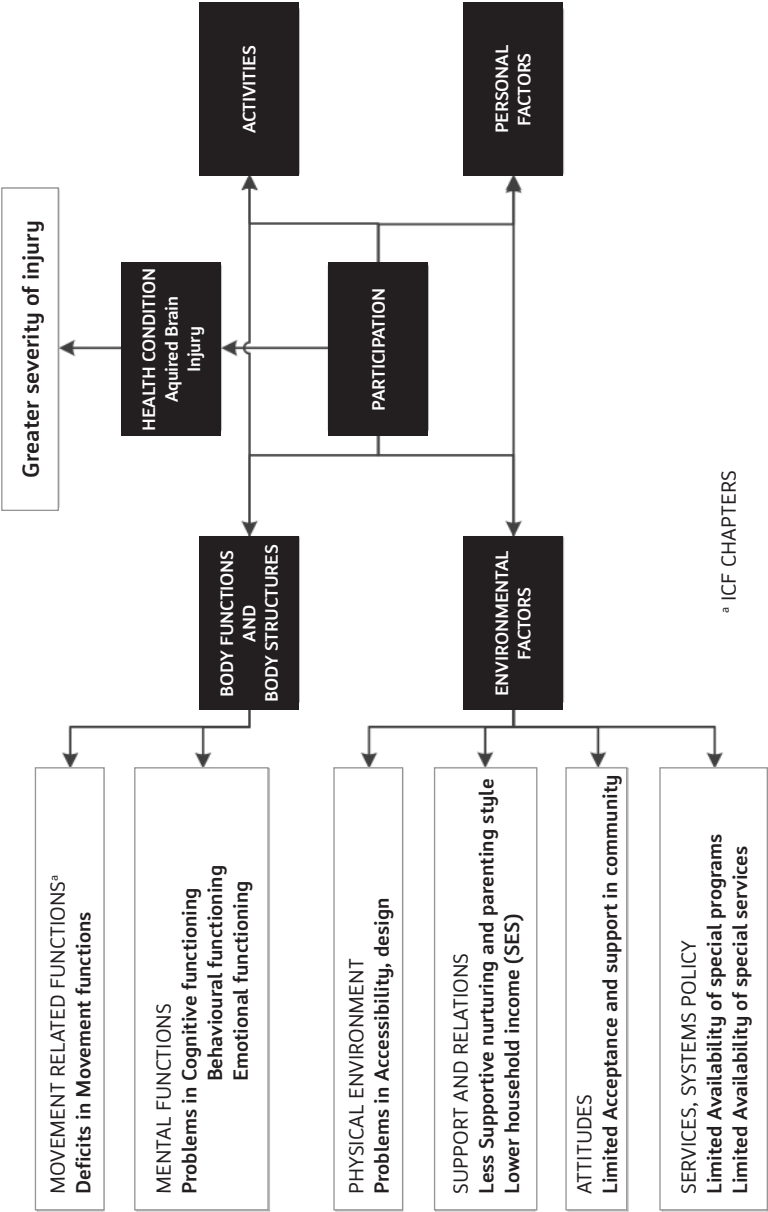 Greater severity of injury
HEALTH CONDITION
Aquired Brain
Injury
BODY FUNCTIONS
AND
BODY STRUCTURES
ACTIVITIES
PARTICIPATION
ENVIRONMENTAL
FACTORS
PERSONAL
FACTORS
MOVEMENT RELATED FUNCTIONSª
Deficits in Movement functions
MENTAL FUNCTIONS
Problems in Cognitive functioning
Behavioural functioning
Emotional functioning
PHYSICAL ENVIRONMENT
Problems in Accessibility, design
SUPPORT AND RELATIONS
Less Supportive nurturing and parenting style
Lower household income (SES)
ATTITUDES
Limited Acceptance and support in community
SERVICES, SYSTEMS POLICY
Limited Availability of special programs
Limited Availability of special services
ª ICF CHAPTERS